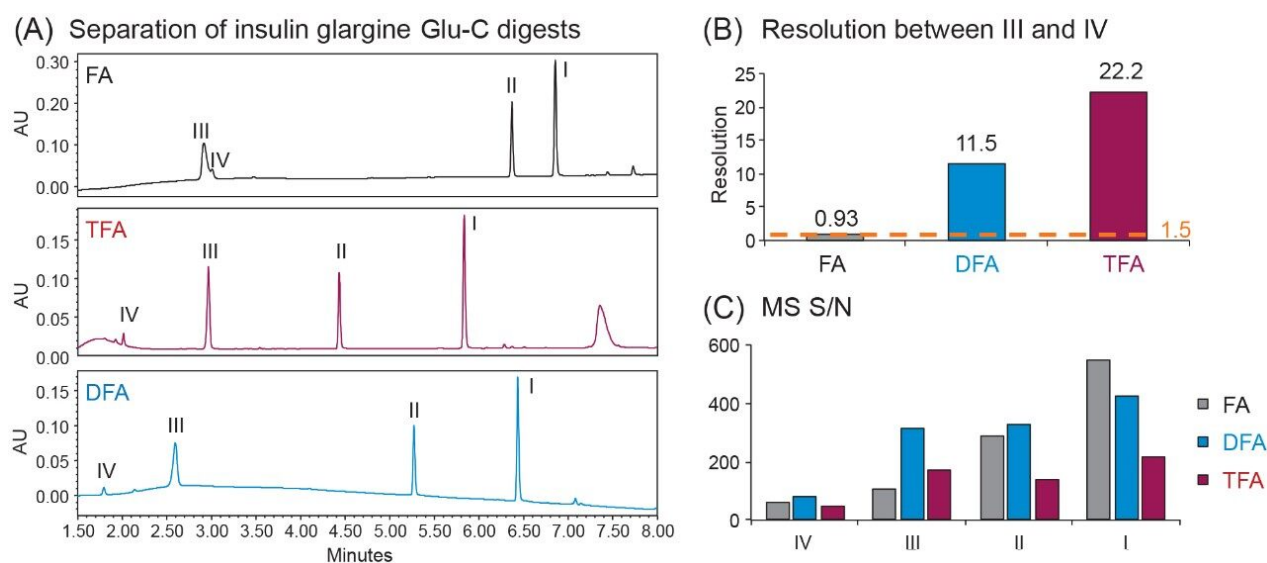 (A) Separation of insulin glargine Glu-C digests
FA
AU
0.30
0.20
0.10
0.00
III
IV
II
I
TFA
AU
0.15
0.10
0.05
0.00
IV
III
II
I
DFA
AU
0.15
0.10
0.05
0.00
IV
III
II
I
1.50 2.00 2.50 3.00 3.50 4.00 4.50 5.00 5.50 6.00 6.50 7.00 7.50 8.00
Minutes
(B) Resolution between III and IV
Resolution
25
20
15
10
5
0
0.93
11.5
22.2
1.5
FA DFA TFA
(C) MS S/N
600
400
200
0
IV III II I
FA
DFA
TFA